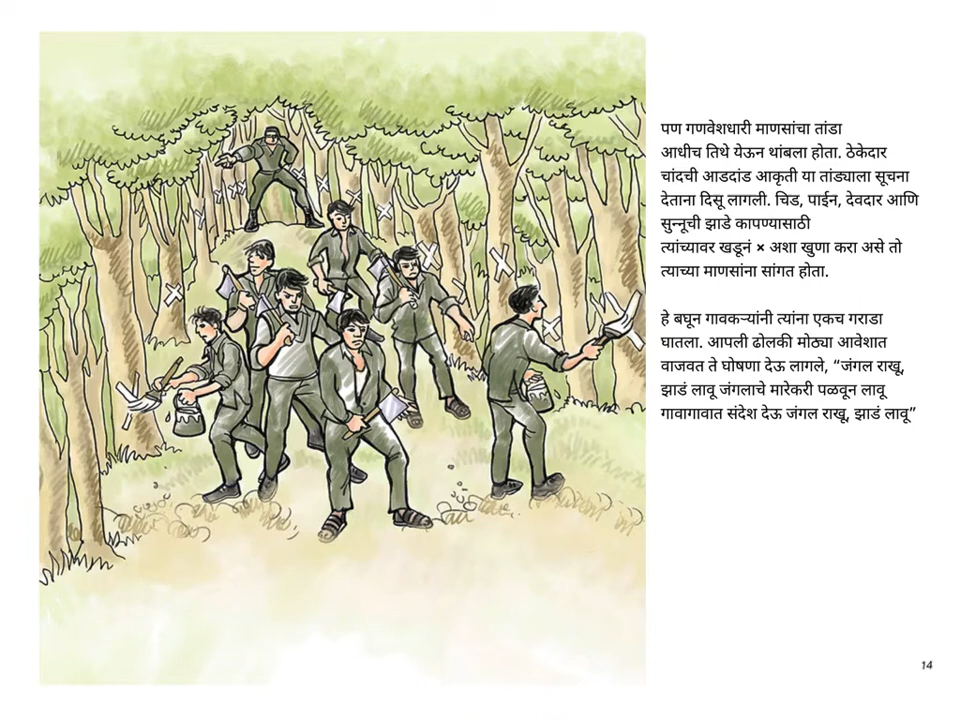 पण गणवेशधारी माणसांचा तांडा
आधीच तिथे येऊन थांबला होता. ठेकेदार
चांदची आडदांड आकृती या तांड्याला सूचना
देताना दिसू लागली. चिड, पाईन, देवदार आणि
सुन्नूची झाडे कापण्यासाठी
त्यांच्यावर खडूनं × अशा खुणा करा असे तो
त्याच्या माणसांना सांगत होता.
हे बघून गावकऱ्यांनी त्यांना एकच गराडा
घातला. आपली ढोलकी मोठ्या आवेशात
वाजवत ते घोषणा देऊ लागले, “जंगल राखू,
झाडं लावू जंगलाचे मारेकरी पळवून लावू
गावागावात संदेश देऊ जंगल राखू, झाडं लावू”
14